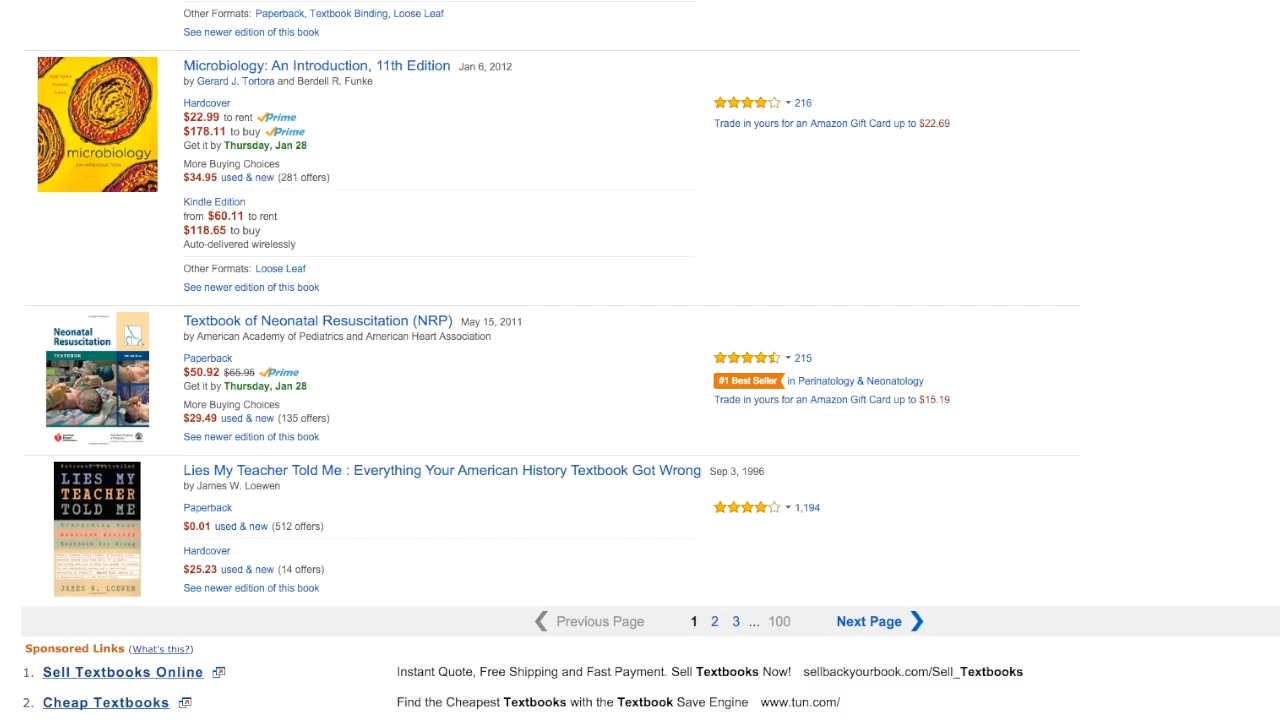 Other Formats: Paperback, Textbook Binding, Loose Leaf
See newer edition of this book
Microbiology: An Introduction, 11th Edition Jan 6, 2012
by Gerard J. Tortora and Berdell R. Funke
Hardcover
$22.99 to rent Prime
$178.11 to buy Prime
Get it by Thursday, Jan 28
More Buying Choices
$34.95 used & new (281 offers)
216
Trade in yours for an Amazon Gift Card up to $22.69
microbiology
AN INTRODUCTION
Kindle Edition
from $60.11 to rent
$118.65 to buy
Auto-delivered wirelessly
Other Formats: Loose Leaf
See newer edition of this book
Neonatal
Resuscitation
TEXTBOOK
Textbook of Neonatal Resuscitation (NRP) May 15, 2011
by American Academy of Pediatrics and American Heart Association
Paperback
$50.92 $65.95 Prime
Get it by Thursday, Jan 28
More Buying Choices
$29.49 used & new (135 offers)
See newer edition of this book
215
#1 Best Seller in Perinatology & Neonatology
Trade in yours for an Amazon Gift Card up to $15.19
LIES MY
TEACHER
TOLD ME
JAMES W. LOEWEN
Lies My Teacher Told Me : Everything Your American History Textbook Got Wrong Sep 3, 1996
by James W. Loewen
Paperback
$0.01 used & new (512 offers)
Hardcover
$25.23 used & new (14 offers)
See newer edition of this book
1,194
Previous Page 1 2 3 ... 100 Next Page
Sponsored Links (What's this?)
1. Sell Textbooks Online Instant Quote, Free Shipping and Fast Payment. Sell Textbooks Now! sellbackyourbook.com/Sell_Textbooks
2. Cheap Textbooks Find the Cheapest Textbooks with the Textbook Save Engine www.tun.com/